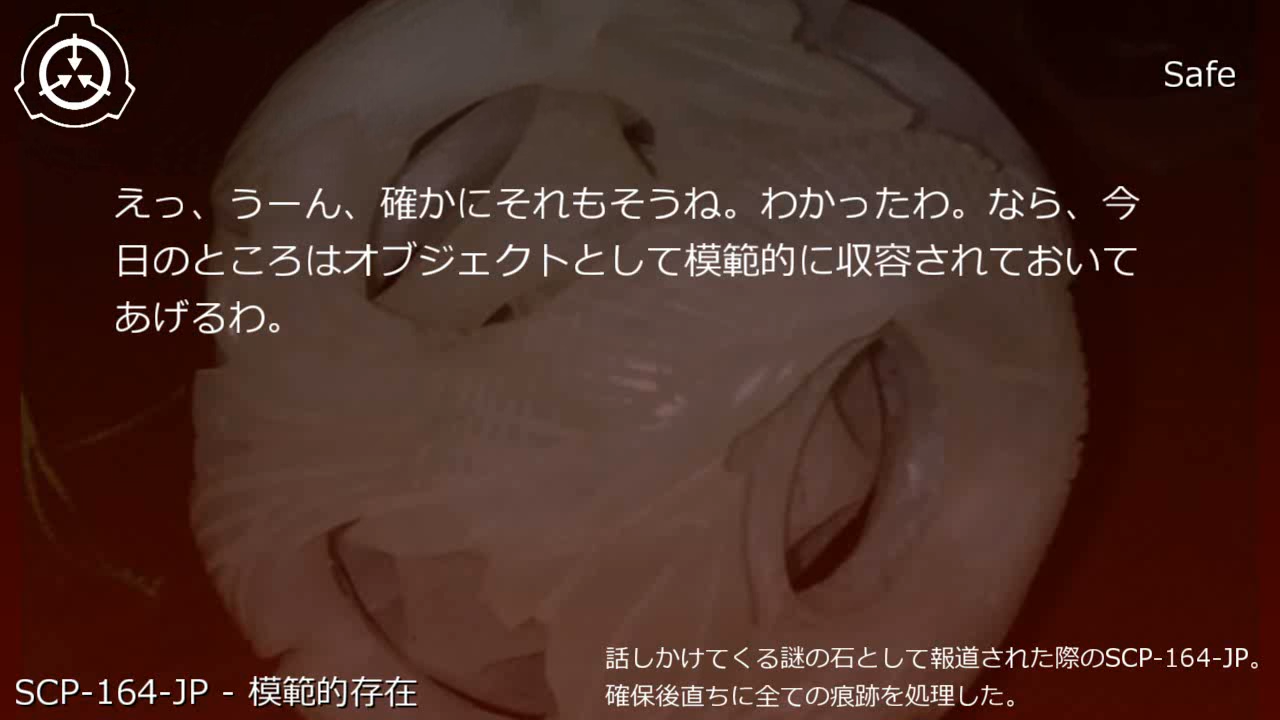 Safe
えっ、うーん、確かにそれもそうね。わかったわ。なら、今
日のところはオブジェクトとして模範的に収容されておいて
あげるわ。
話しかけてくる謎の石として報道された際のSCP-164-JP。
確保後直ちに全ての痕跡を処理した。
SCP-164-JP - 模範的存在